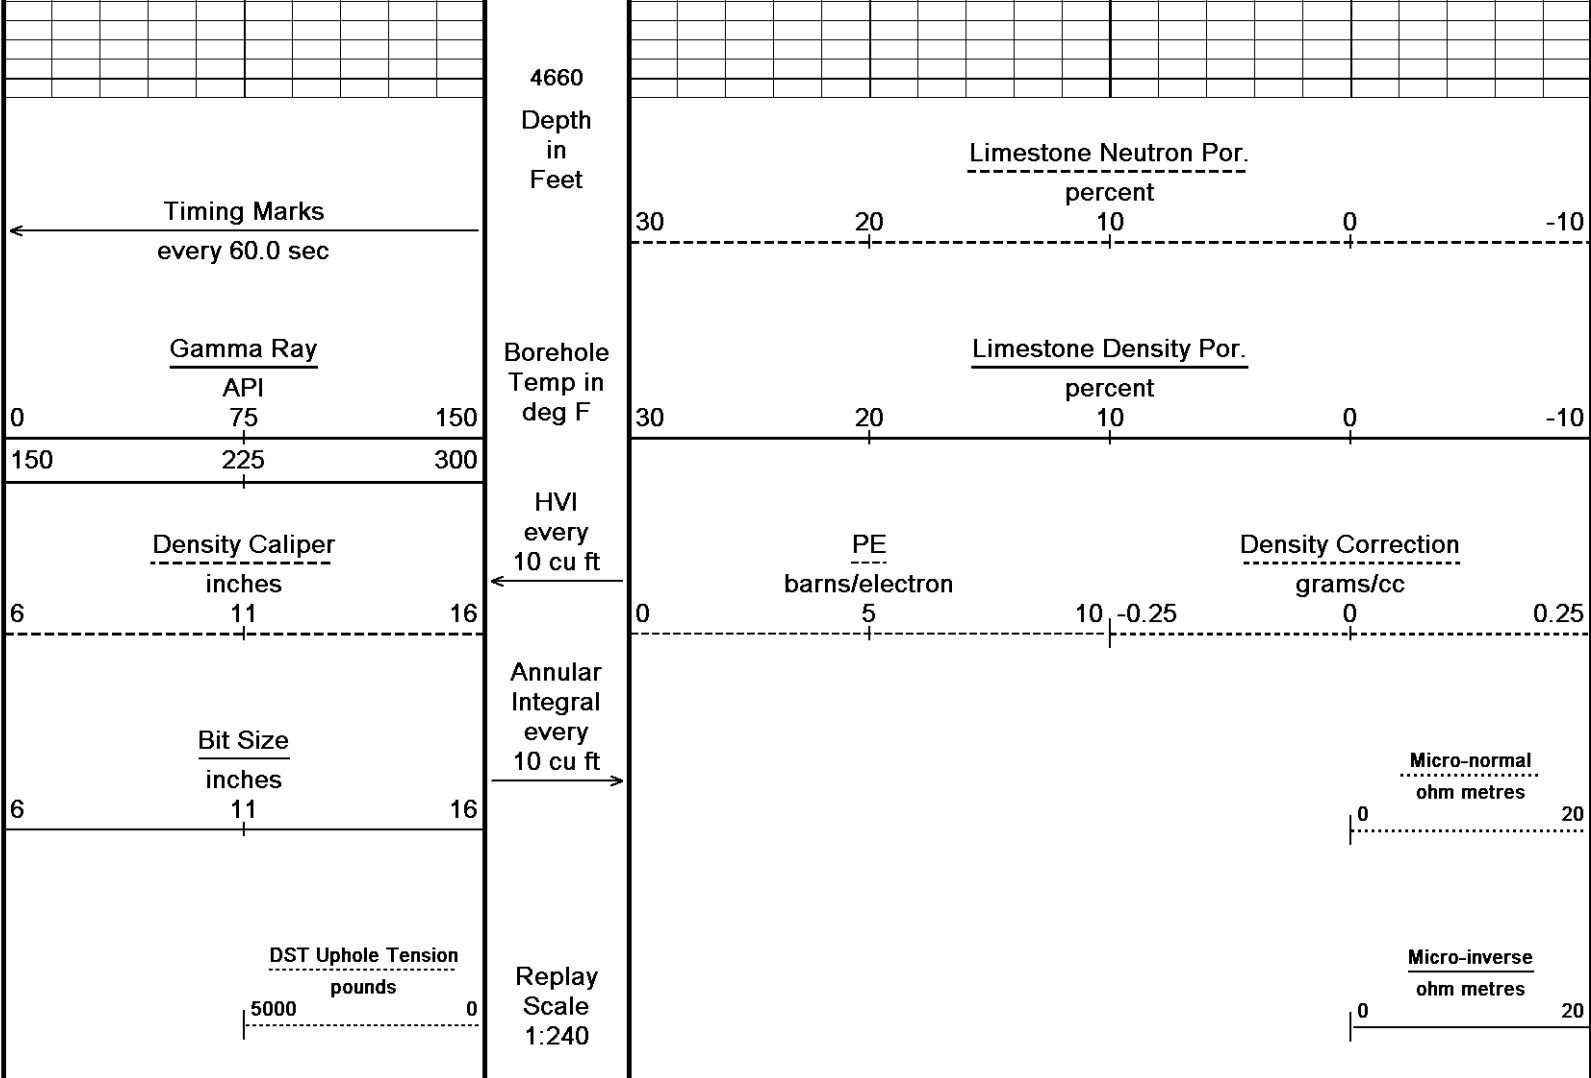 4660
Depth
in
Feet
Timing Marks
every 60.0 sec
Gamma Ray
API
0 75 150
150 225 300
Density Caliper
inches
6 11 16
Bit Size
inches
6 11 16
DST Uphole Tension
pounds
5000 0
Borehole
Temp in
deg F
HVI
every
10 cu ft
Annular
Integral
every
10 cu ft
Replay
Scale
1:240
Limestone Neutron Por.
percent
30 20 10 0 -10
Limestone Density Por.
percent
30 20 10 0 -10
PE
barns/electron
0 5 10
Density Correction
grams/cc
-0.25 0 0.25
Micro-normal
ohm metres
0 20
Micro-inverse
ohm metres
0 20